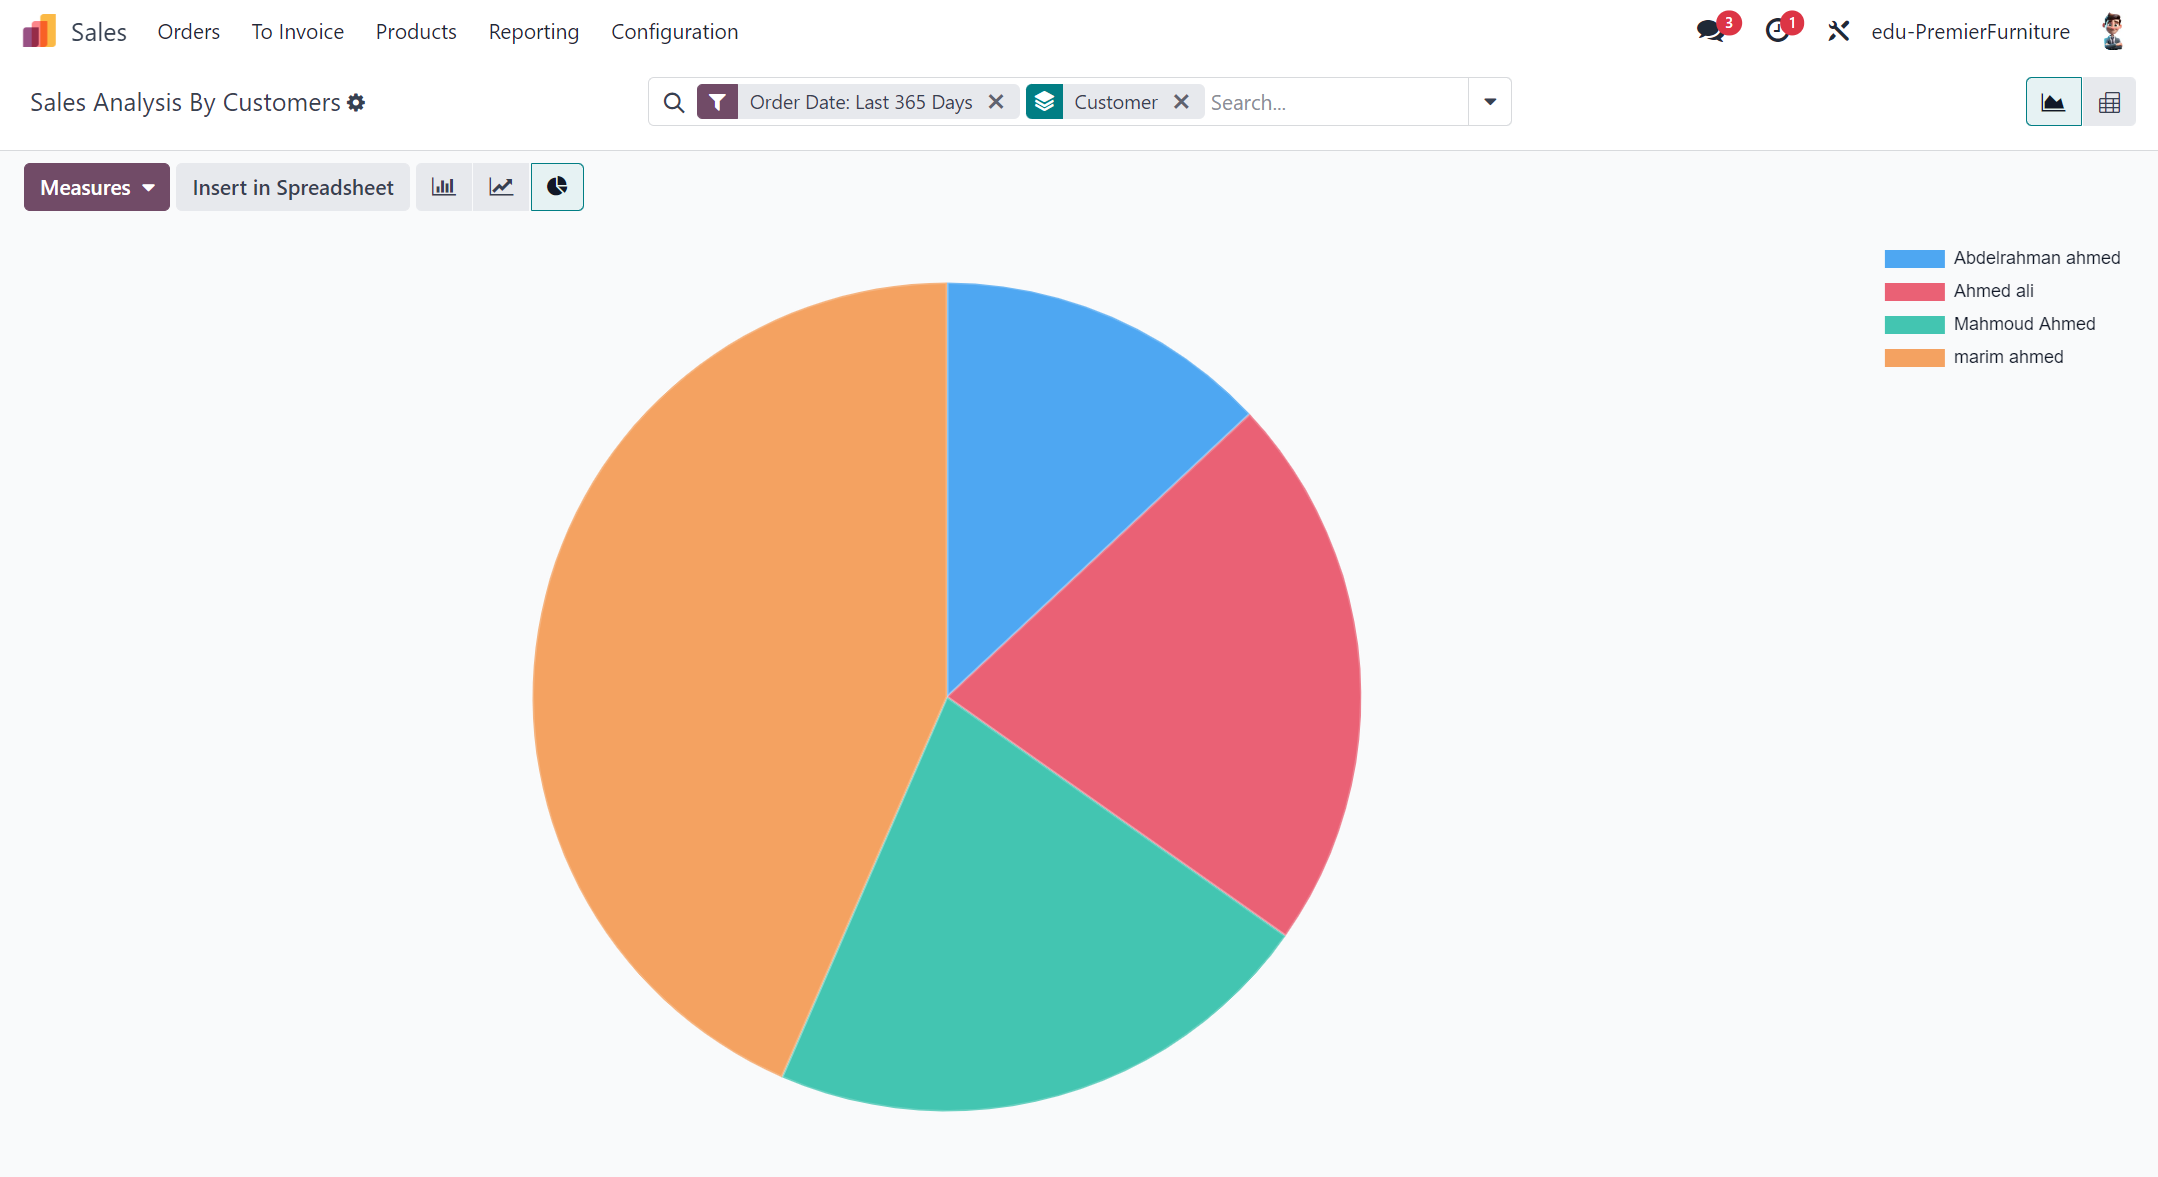 Sales Orders To Invoice Products Reporting Configuration 3 1 edu-PremierFurniture
Sales Analysis By Customers Order Date: Last 365 Days Customer Search...
Measures Insert in Spreadsheet
Abdelrahman ahmed
Ahmed ali
Mahmoud Ahmed
marim ahmed